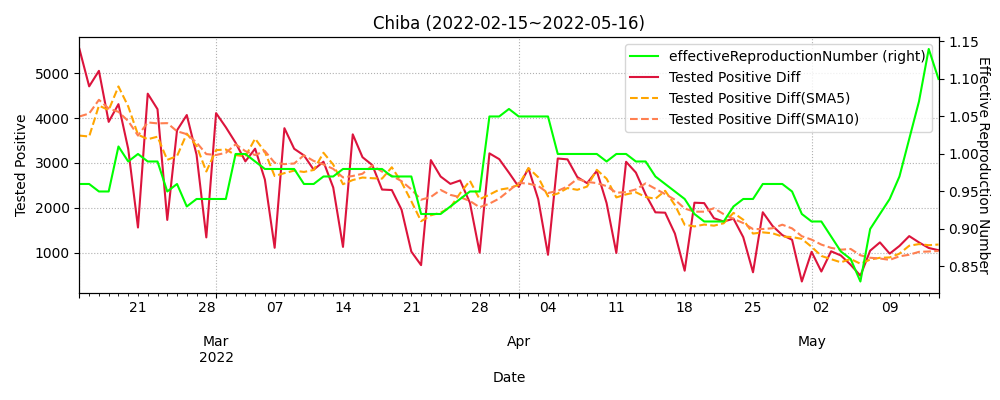 Chiba (2022-02-15~2022-05-16)
effectiveReproductionNumber (right)
Tested Positive Diff
Tested Positive Diff(SMA5)
Tested Positive Diff(SMA10)
Tested Positive
5000
4000
3000
2000
1000
1.15
1.10
1.05
1.00
0.95
0.90
0.85
Effective Reproduction Number
21 28 07 14 21 28 04 11 18 25 02 09
Mar Apr May
2022
Date